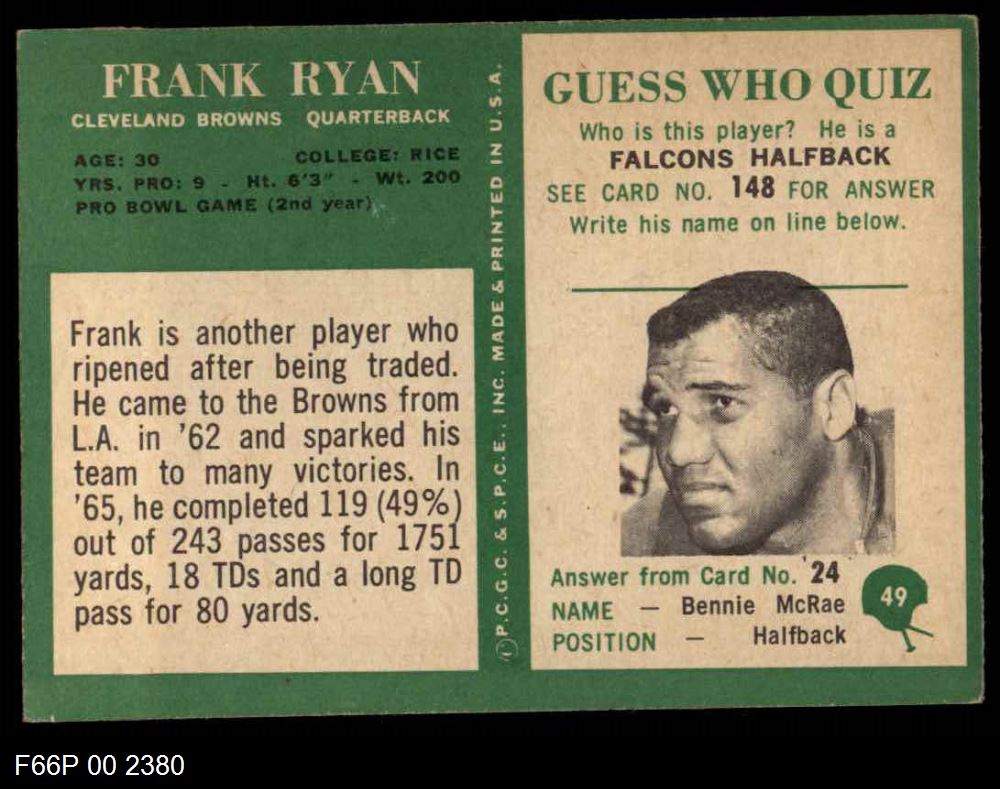 FRANK RYAN
CLEVELAND BROWNS QUARTERBACK
AGE: 30 COLLEGE: RICE
YRS. PRO: 9 - Ht. 6'3" - Wt. 200
PRO BOWL GAME (2nd year)
Frank is another player who
ripened after being traded.
He came to the Browns from
L.A. in '62 and sparked his
team to many victories. In
'65, he completed 119 (49%)
out of 243 passes for 1751
yards, 18 TDs and a long TD
pass for 80 yards.
©P.C.G.C. & S.P.C.E., INC. MADE & PRINTED IN U.S.A.
GUESS WHO QUIZ
Who is this player? He is a
FALCONS HALFBACK
SEE CARD NO. 148 FOR ANSWER
Write his name on line below.
Answer from Card No. 24
NAME — Bennie McRae
POSITION — Halfback
49
F66P 00 2380